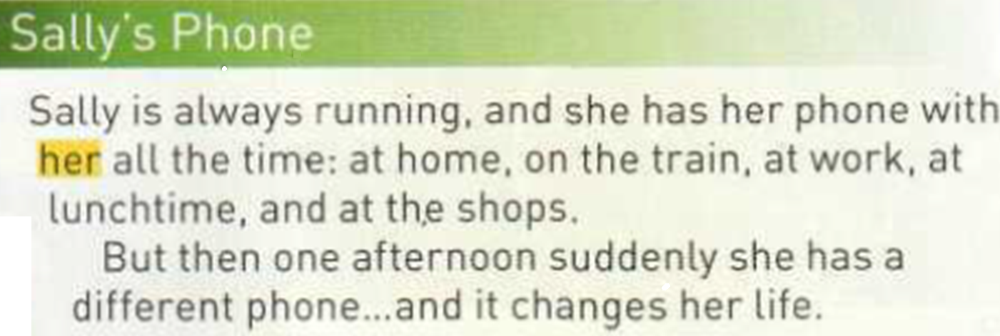 Sally's Phone
Sally is always running, and she has her phone with
her all the time: at home, on the train, at work, at
lunchtime, and at the shops.
But then one afternoon suddenly she has a
different phone...and it changes her life.